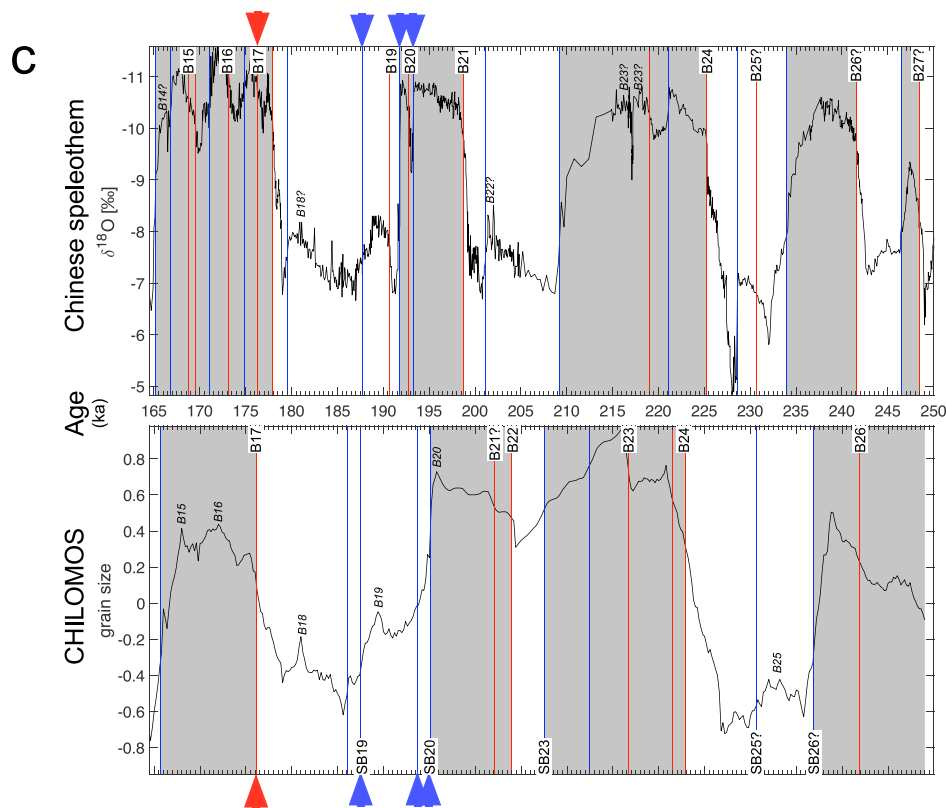 C
B15
B16
B17
B19
B20
B21
B24
B25?
B26?
B27?
B14?
B18?
B22?
B23?
B23?
Chinese speleothem
δ18O [‰]
-11
-10
-9
-8
-7
-6
-5
Age
(ka)
165 170 175 180 185 190 195 200 205 210 215 220 225 230 235 240 245 250
B17
B21?
B22
B23
B24
B26
B15
B16
B18
B19
B20
B25
CHILOMOS
grain size
0.8
0.6
0.4
0.2
0
-0.2
-0.4
-0.6
-0.8
SB19
SB20
SB23
SB25?
SB26?